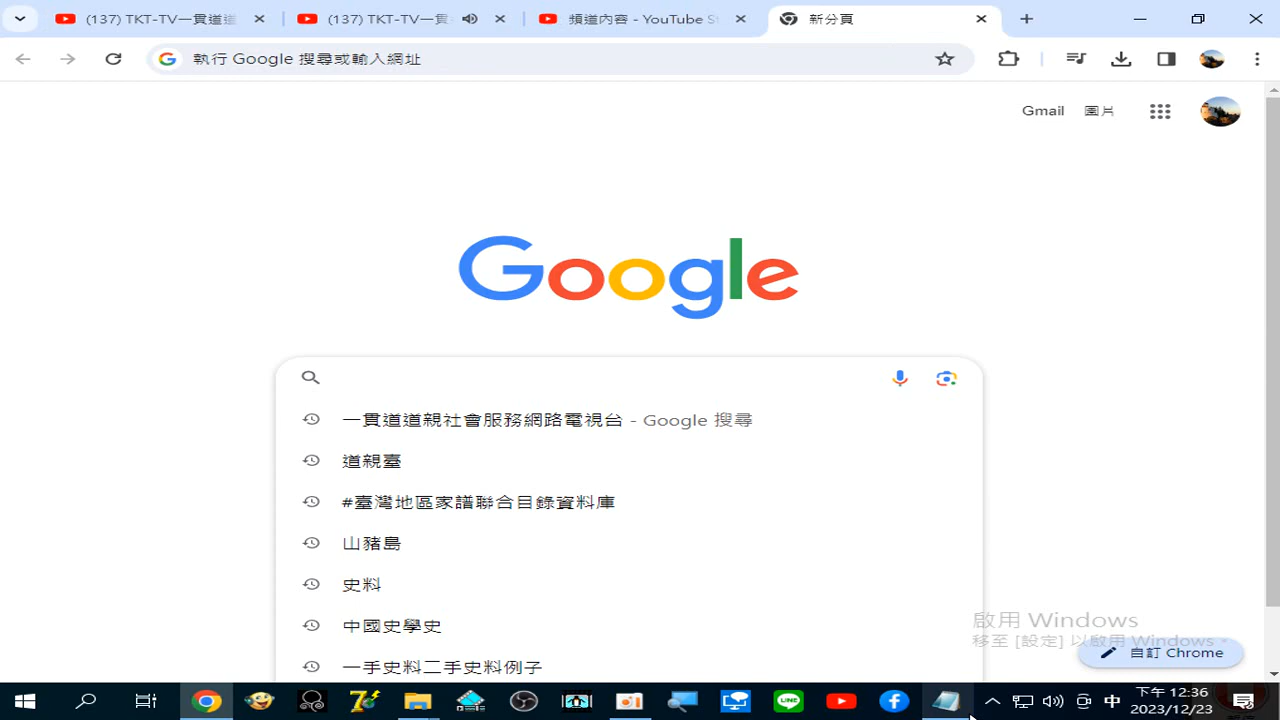 (137) TKT-TV一貫道道
(137) TKT-TV一貫
頻道內容 - YouTube St
新分頁
執行 Google 搜尋或輸入網址
Gmail 圖片
Google
一貫道道親社會服務網路電視台 - Google 搜尋
道親臺
#臺灣地區家譜聯合目錄資料庫
山豬島
史料
中國史學史
一手史料二手史料例子
啟用 Windows
移至 [設定] 以啟用 Windows。
自訂 Chrome
中
下午 12:36
2023/12/23